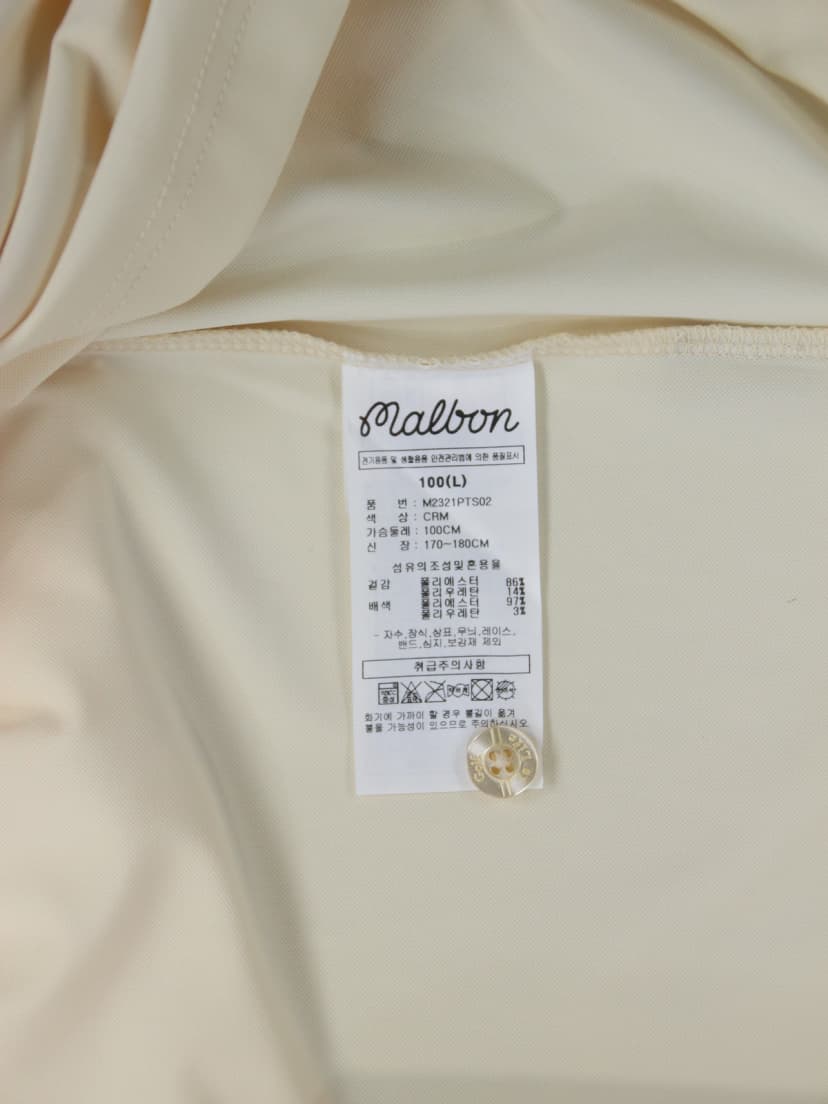 malbon
전기용품 및 생활용품 안전관리법에 의한 품질표시
100(L)
품 번 : M2321PTS02
색 상 : CRM
가슴둘레 : 100CM
신 장 : 170~180CM
섬유의조성및혼용율
겉감 폴리에스터 86%
폴리우레탄 14%
배색 폴리에스터 97%
폴리우레탄 3%
- 자수,장식,상표,무늬,레이스,
밴드,심지,보강재 제외
취급주의사항
화기에 가까이 할 경우 불길이 옮겨
붙을 가능성이 있으므로 주의하십시오
Golf